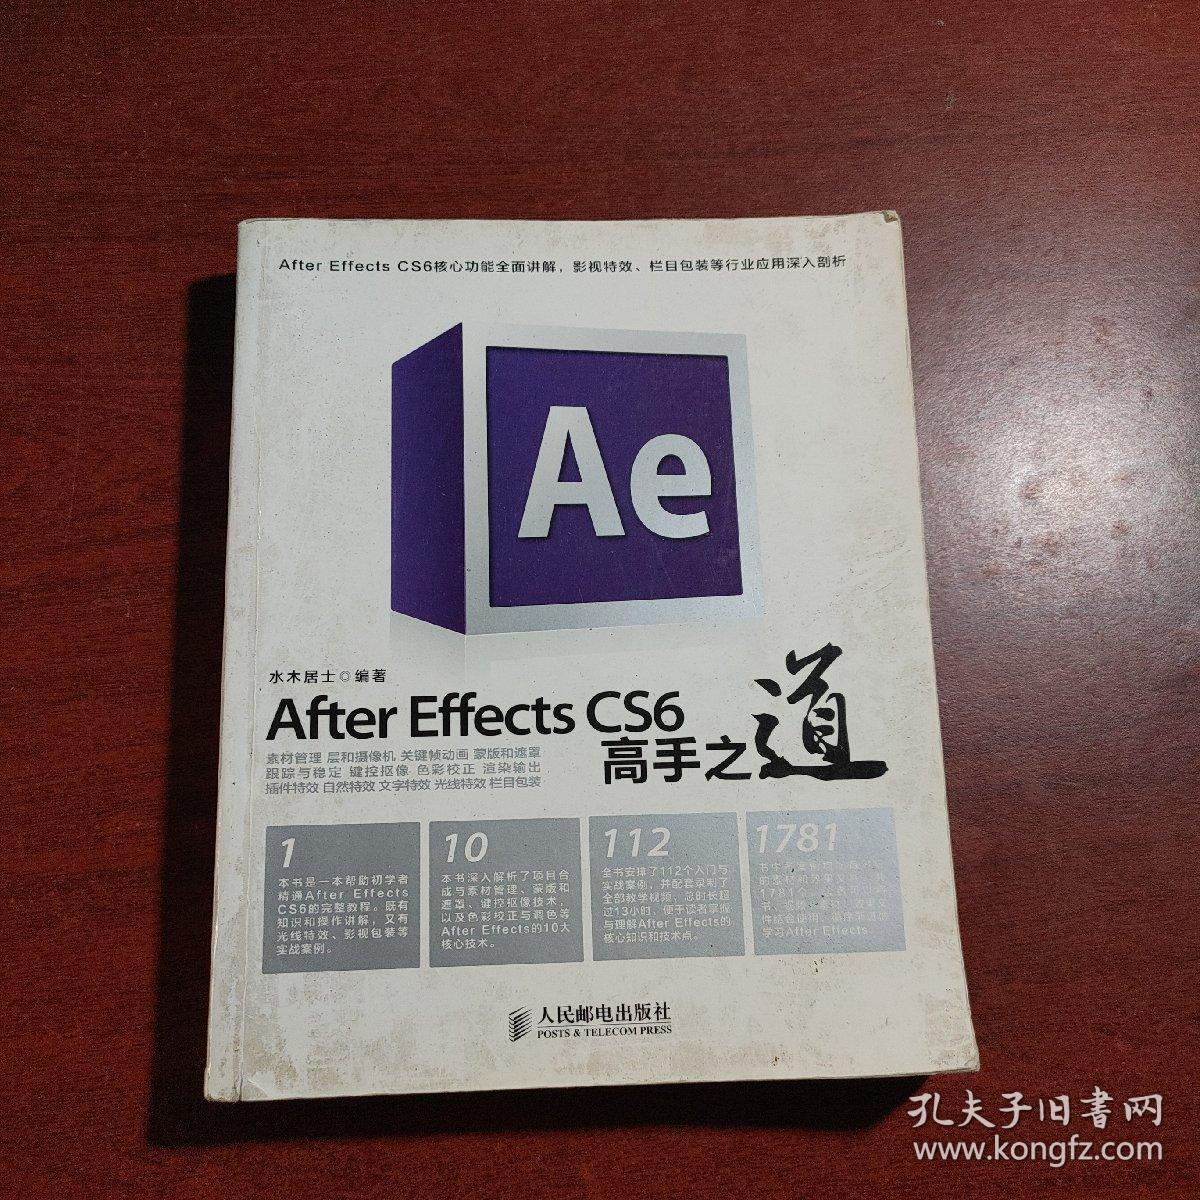 After Effects CS6核心功能全面讲解，影视特效、栏目包装等行业应用深入剖析
Ae
水木居士◎编著
After Effects CS6
高手之道
素材管理 层和摄像机 关键帧动画 蒙版和遮罩
跟踪与稳定 键控抠像 色彩校正 渲染输出
插件特效 自然特效 文字特效 光线特效 栏目包装
1
本书是一本帮助初学者
精通After Effects
CS6的完整教程。既有
知识和操作讲解，又有
光线特效、影视包装等
实战案例。
10
本书深入解析了项目合
成与素材管理、蒙版和
遮罩、键控抠像技术，
以及色彩校正与调色等
After Effects的10大
核心技术。
112
全书安排了112个入门与
实战案例，并配套录制了
全部教学视频，总时长超
过13小时，便于读者掌握
与理解After Effects的
核心知识和技术点。
1781
学习After Effects。
人民邮电出版社
POSTS & TELECOM PRESS
孔夫子旧书网
www.kongfz.com